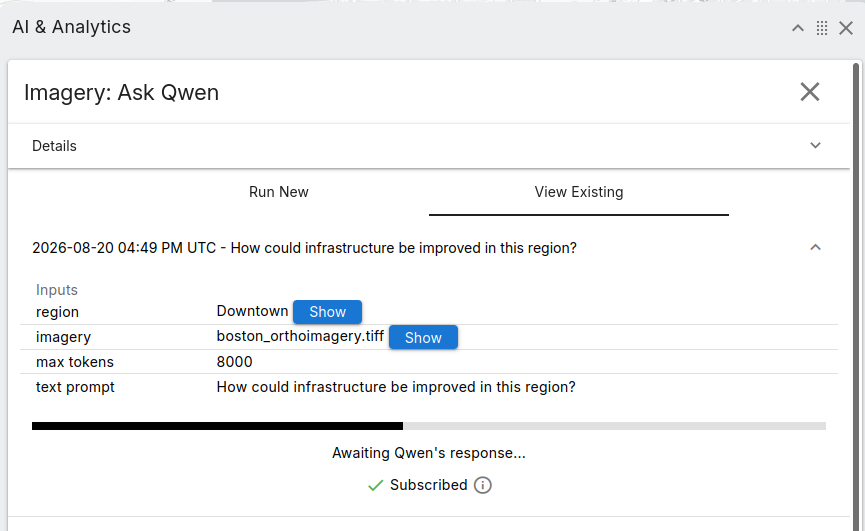 AI & Analytics
Imagery: Ask Qwen
Details
Run New
View Existing
2026-08-20 04:49 PM UTC - How could infrastructure be improved in this region?
Inputs
region Downtown Show
imagery boston_orthoimagery.tiff Show
max tokens 8000
text prompt How could infrastructure be improved in this region?
Awaiting Qwen's response...
Subscribed